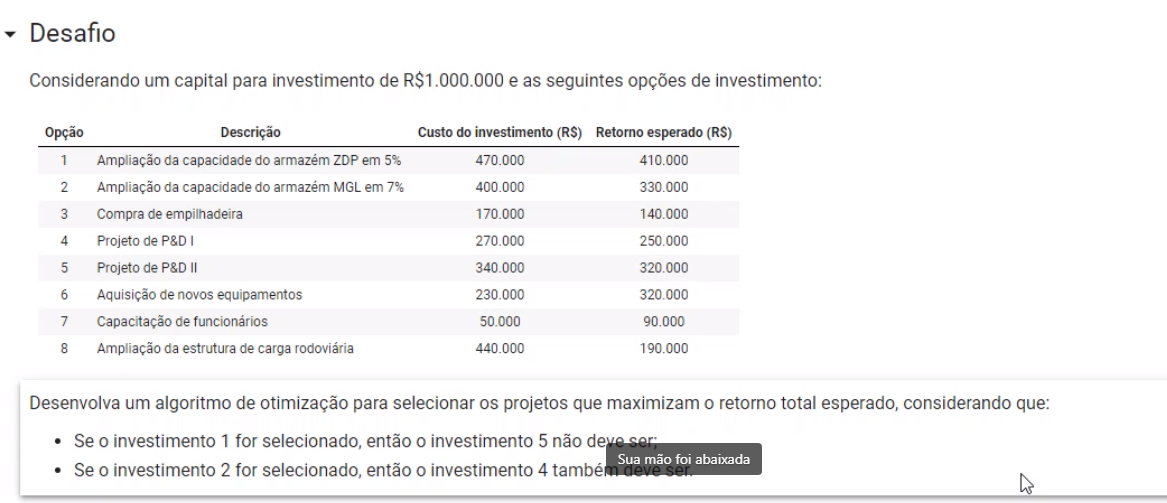 Desafio
Considerando um capital para investimento de R$1.000.000 e as seguintes opções de investimento:
Opção Descrição Custo do investimento (R$) Retorno esperado (R$)
1 Ampliação da capacidade do armazém ZDP em 5% 470.000 410.000
2 Ampliação da capacidade do armazém MGL em 7% 400.000 330.000
3 Compra de empilhadeira 170.000 140.000
4 Projeto de P&D I 270.000 250.000
5 Projeto de P&D II 340.000 320.000
6 Aquisição de novos equipamentos 230.000 320.000
7 Capacitação de funcionários 50.000 90.000
8 Ampliação da estrutura de carga rodoviária 440.000 190.000
Desenvolva um algoritmo de otimização para selecionar os projetos que maximizam o retorno total esperado, considerando que:
• Se o investimento 1 for selecionado, então o investimento 5 não deve ser;
Sua mão foi abaixada
• Se o investimento 2 for selecionado, então o investimento 4 também deve ser.